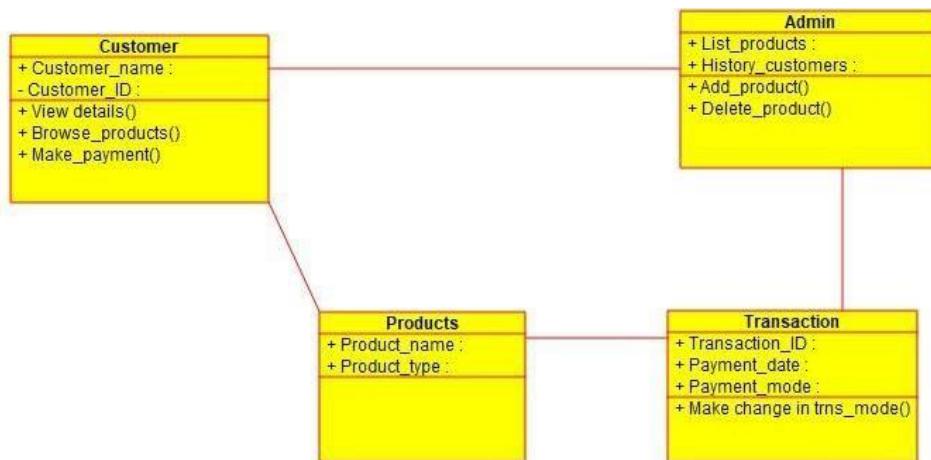 Customer
+ Customer_name :
- Customer_ID :
+ View details()
+ Browse_products()
+ Make_payment()
Admin
+ List_products :
+ History_customers :
+ Add_product()
+ Delete_product()
Products
+ Product_name :
+ Product_type :
Transaction
+ Transaction_ID :
+ Payment_date :
+ Payment_mode :
+ Make change in trns_mode()